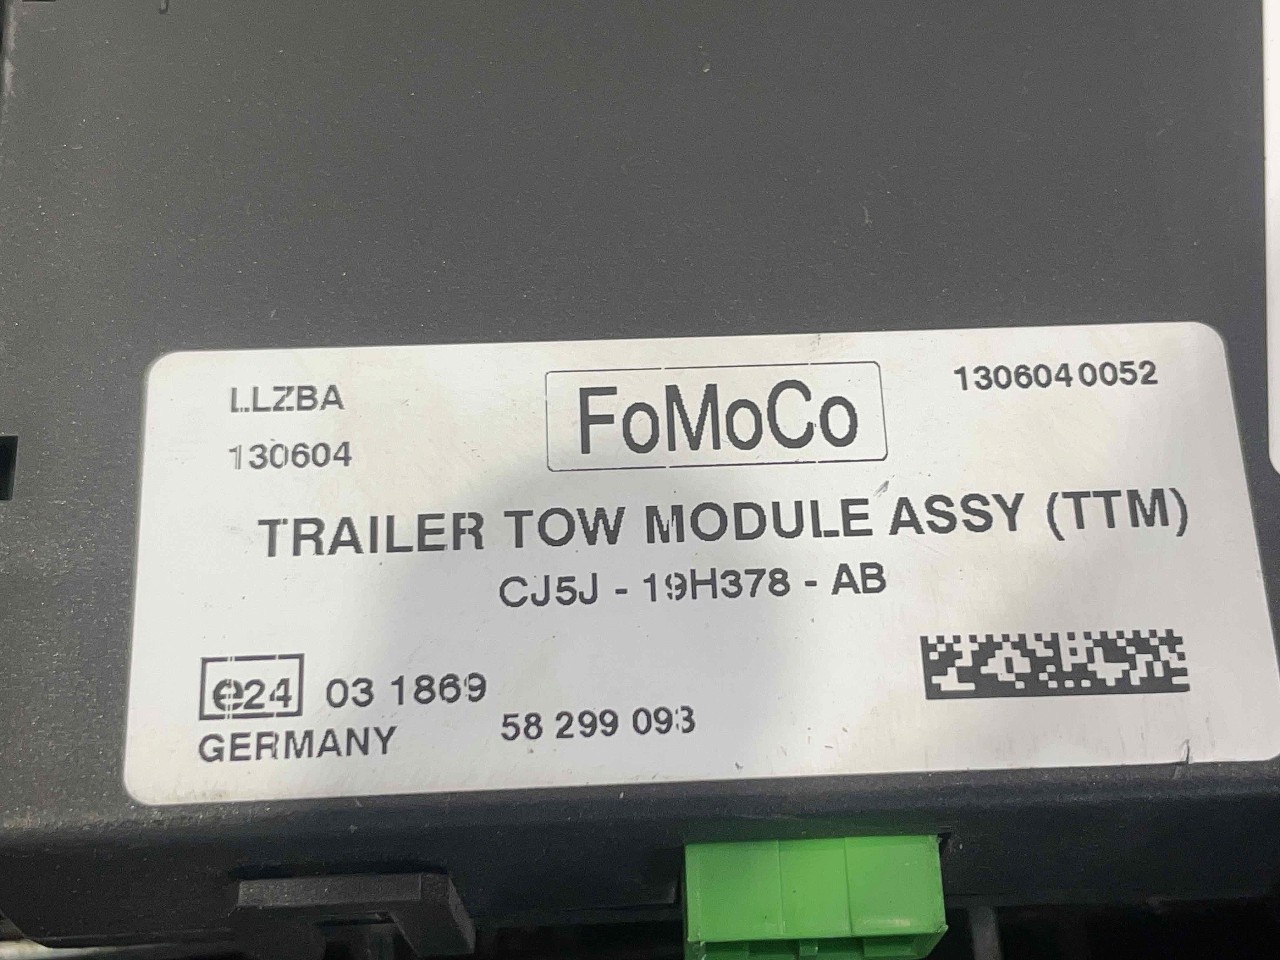 LLZBA
FoMoCo
1306040052
130604
TRAILER TOW MODULE ASSY (TTM)
CJ5J - 19H378 - AB
e24 03 1869
58 299 093
GERMANY